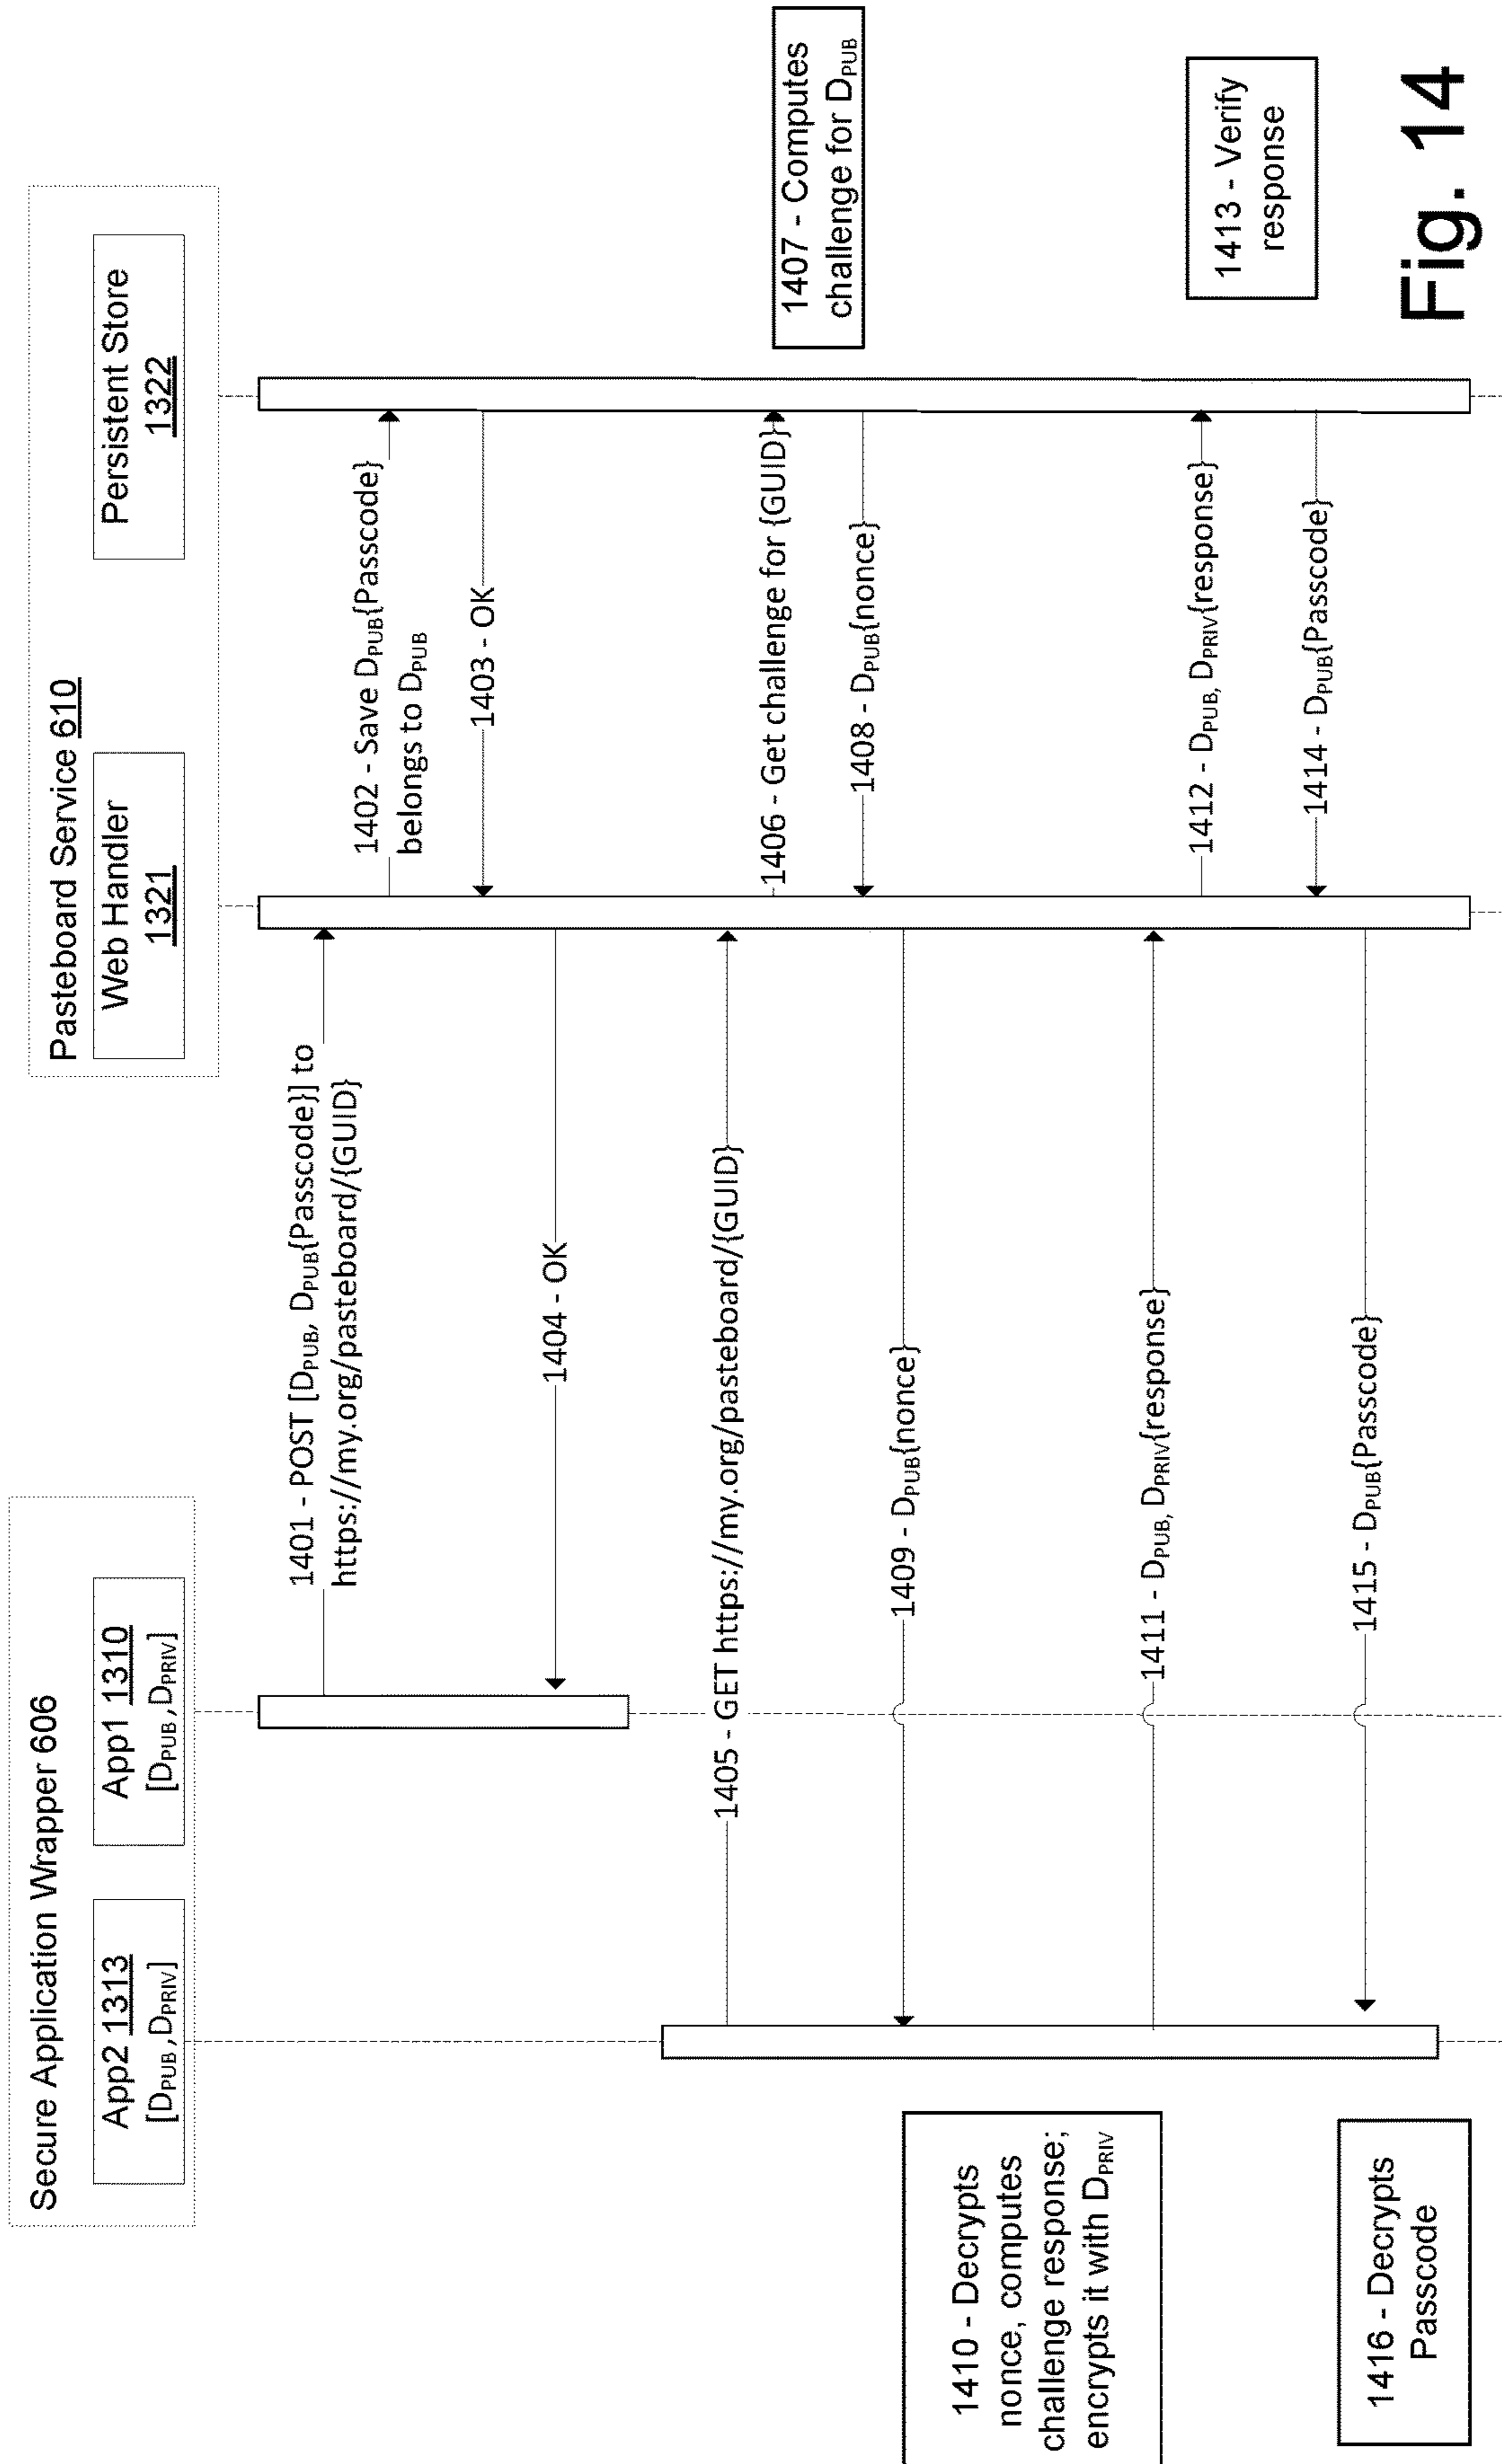 Secure Application Wrapper 606
App2 1313
[DPUB,DPRIV]
App1 1310
[DPUB,DPRIV]
Pasteboard Service 610
Web Handler
1321
Persistent Store
1322
1401 - POST [DPUB, DPUB{Passcode}] to
https://my.org/pasteboard/{GUID}
1402 - Save DPUB{Passcode}
belongs to DPUB
1403 - OK
1404 - OK
1405 - GET https://my.org/pasteboard/{GUID}
1406 - Get challenge for {GUID}
1407 - Computes
challenge for DPUB
1408 - DPUB{nonce}
1409 - DPUB{nonce}
1410 - Decrypts
nonce, computes
challenge response;
encrypts it with DPRIV
1411 - DPUB, DPRIV{response}
1412 - DPUB, DPRIV{response}
1413 - Verify
response
1414 - DPUB{Passcode}
1415 - DPUB{Passcode}
1416 - Decrypts
Passcode
Fig. 14